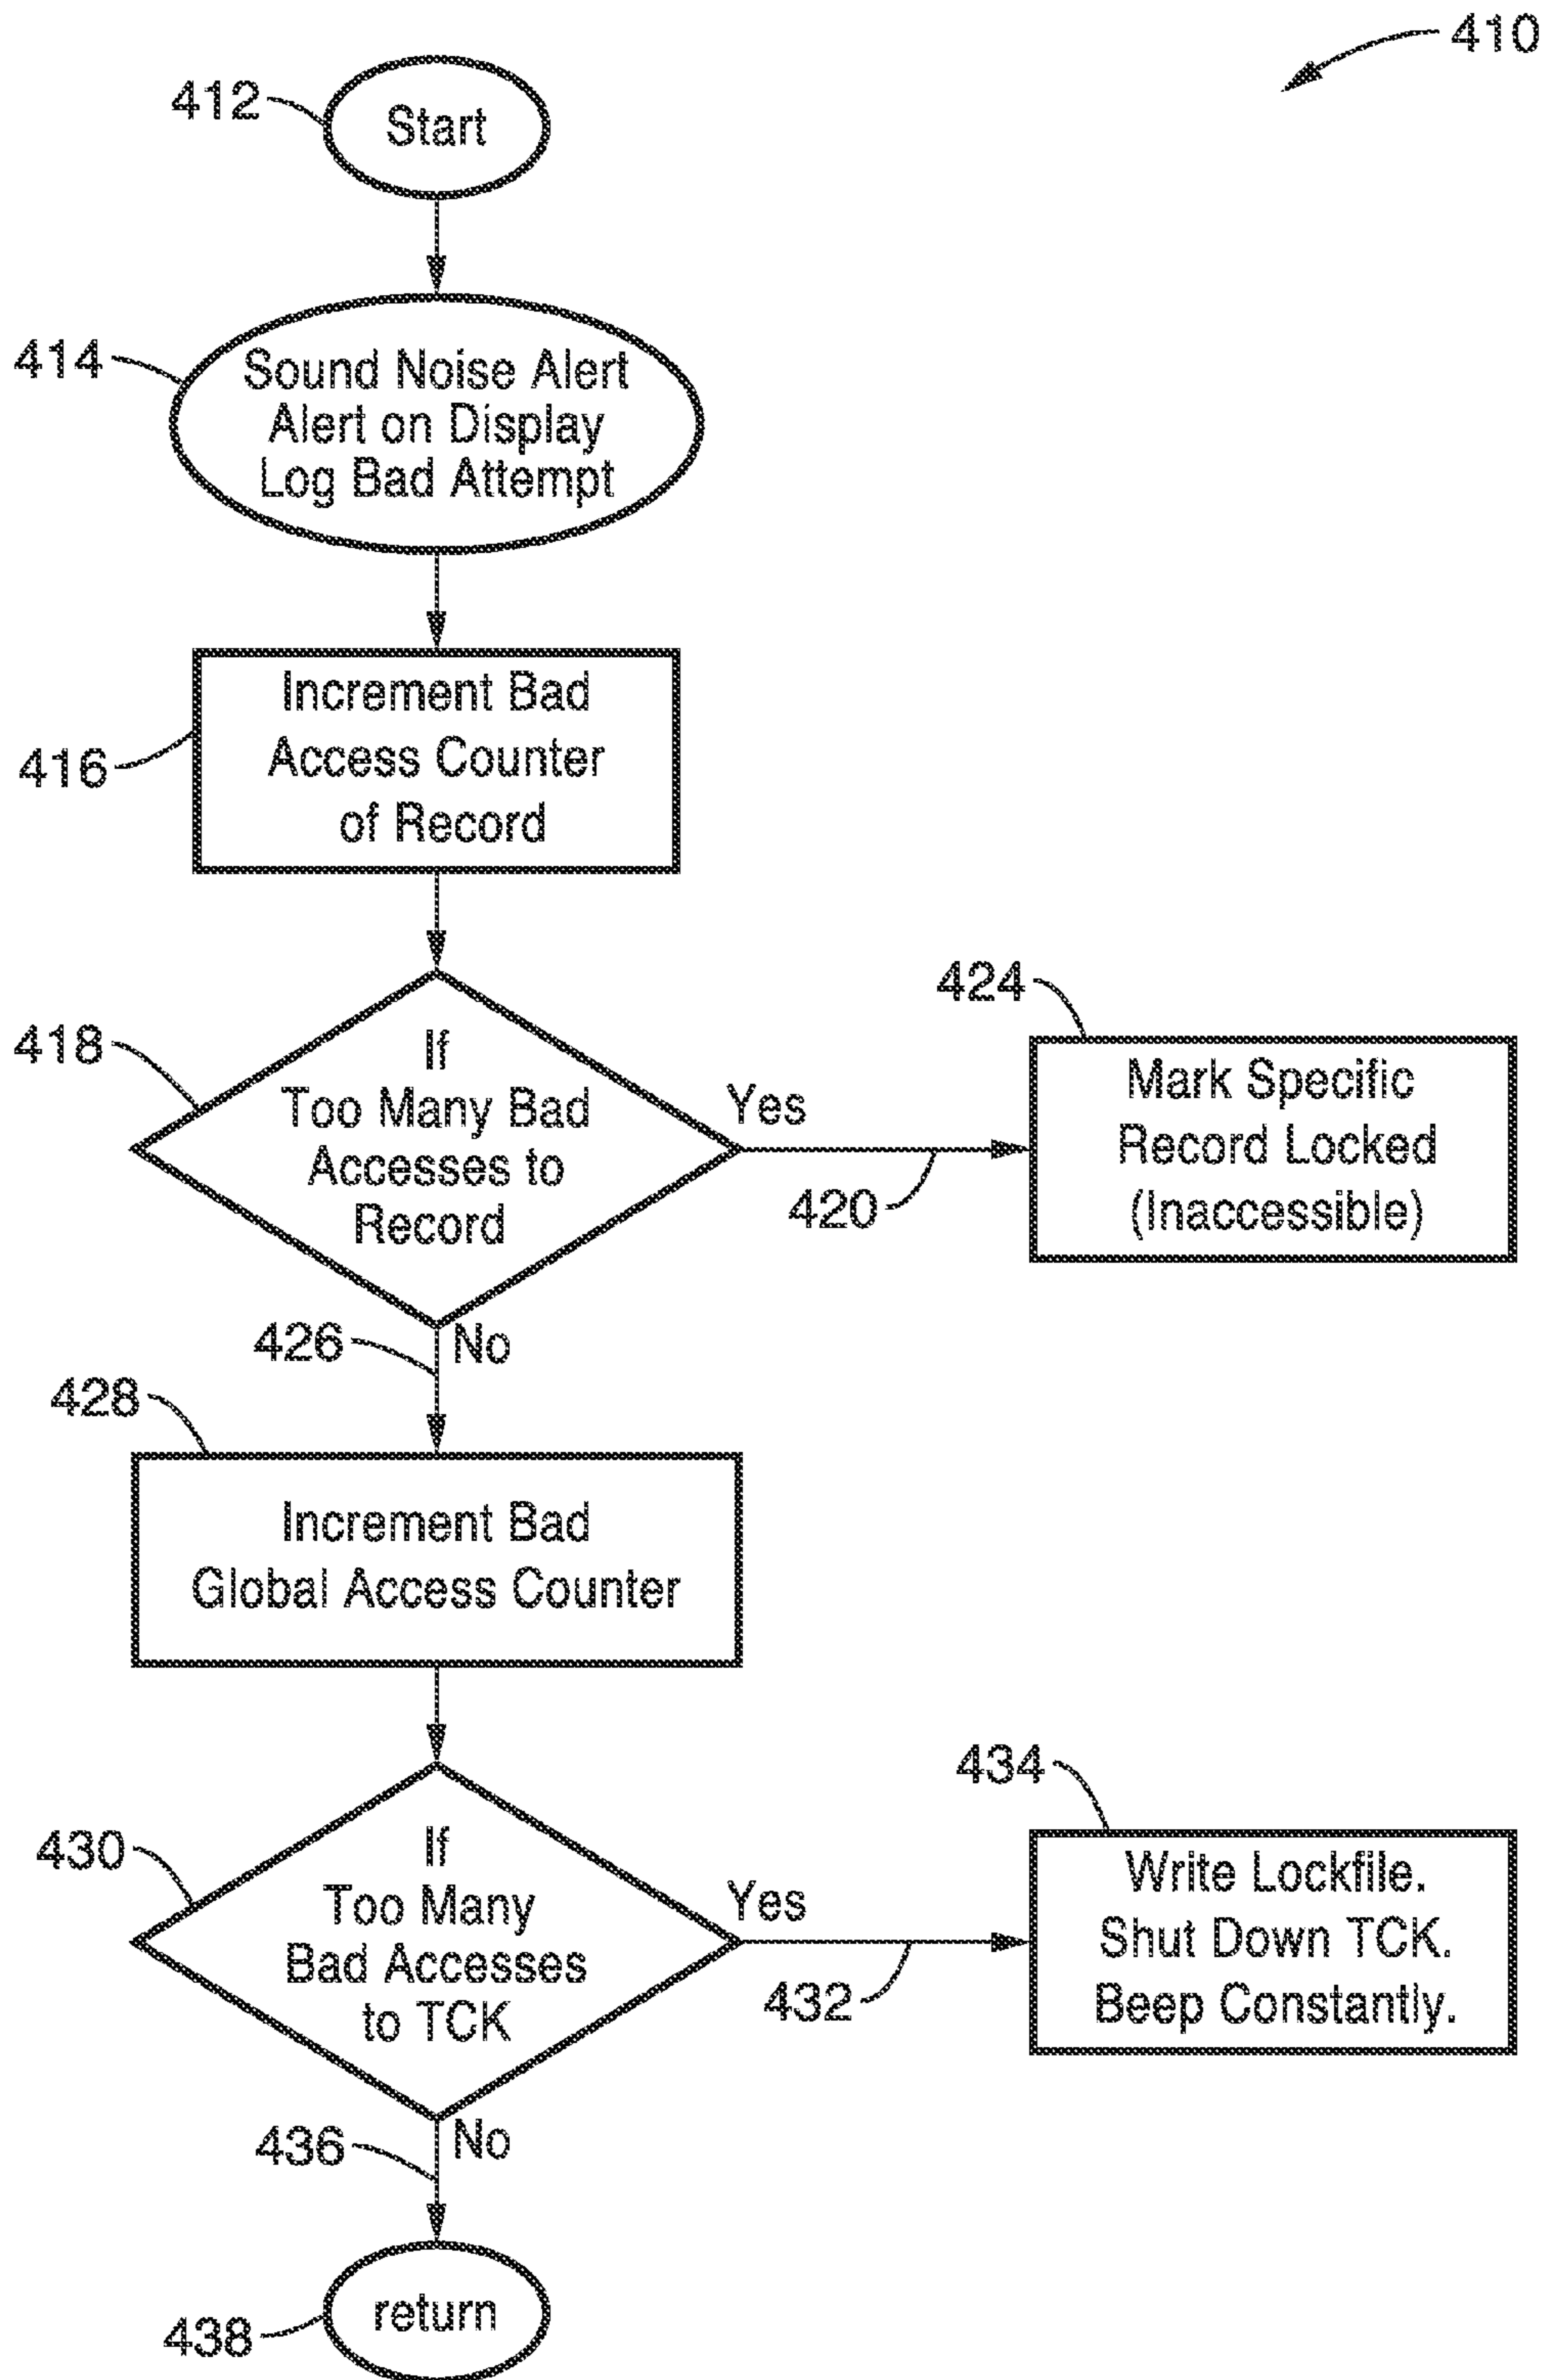 410
412
Start
414
Sound Noise Alert
Alert on Display
Log Bad Attempt
416
Increment Bad
Access Counter
of Record
418
If
Too Many Bad
Accesses to
Record
Yes
420
424
Mark Specific
Record Locked
(Inaccessible)
426
No
428
Increment Bad
Global Access Counter
430
If
Too Many
Bad Accesses
to TCK
Yes
432
434
Write Lockfile.
Shut Down TCK.
Beep Constantly.
436
No
438
return